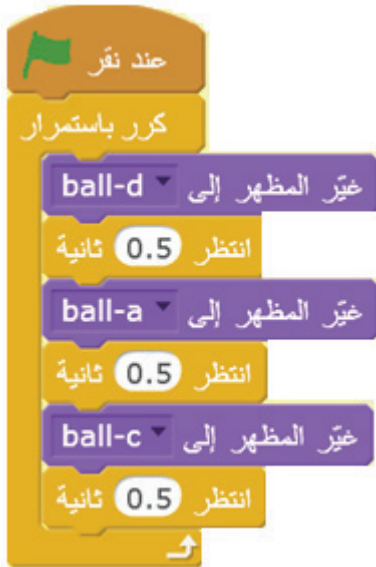 عند نقر
كرر باستمرار
غيّر المظهر إلى ball-d
انتظر 0.5 ثانية
غيّر المظهر إلى ball-a
انتظر 0.5 ثانية
غيّر المظهر إلى ball-c
انتظر 0.5 ثانية